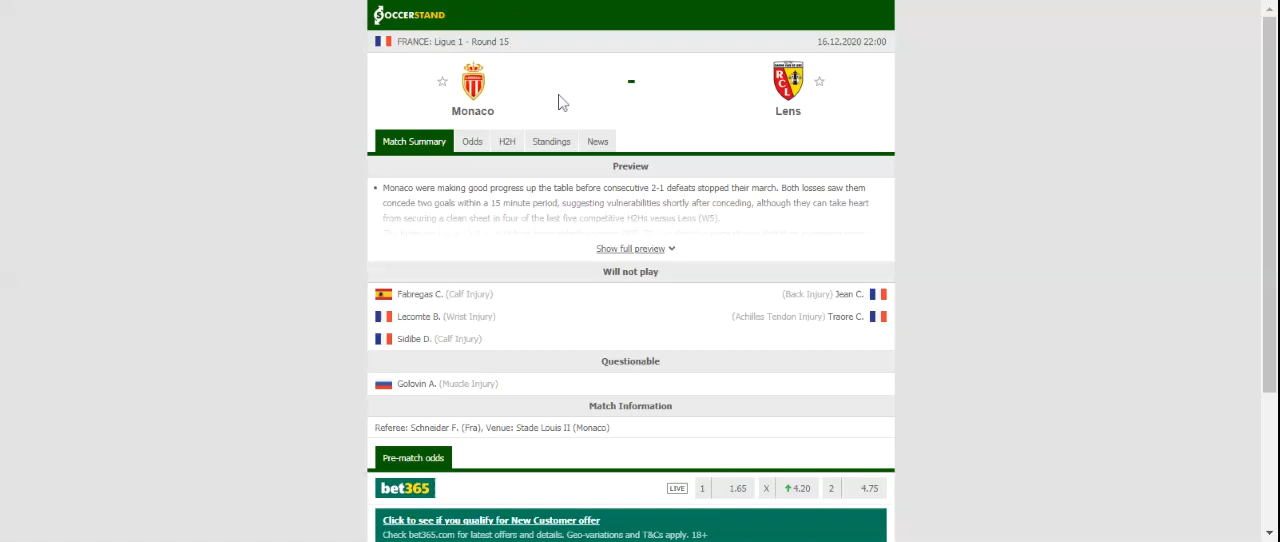 SOCCERSTAND
FRANCE: Ligue 1 - Round 15 16.12.2020 22:00
-
Monaco Lens
Match Summary Odds H2H Standings News
Preview
Monaco were making good progress up the table before consecutive 2-1 defeats stopped their march. Both losses saw them
concede two goals within a 15 minute period, suggesting vulnerabilities shortly after conceding, although they can take heart
from securing a clean sheet in four of the last five competitive H2Hs versus Lens (W5).
Show full preview
Will not play
Fabregas C. (Calf Injury) (Back Injury) Jean C.
Lecomte B. (Wrist Injury) (Achilles Tendon Injury) Traore C.
Sidibe D. (Calf Injury)
Questionable
Golovin A. (Muscle Injury)
Match Information
Referee: Schneider F. (Fra), Venue: Stade Louis II (Monaco)
Pre-match odds
bet365 LIVE 1 1.65 X 4.20 2 4.75
Click to see if you qualify for New Customer offer
Check bet365.com for latest offers and details. Geo-variations and T&Cs apply. 18+